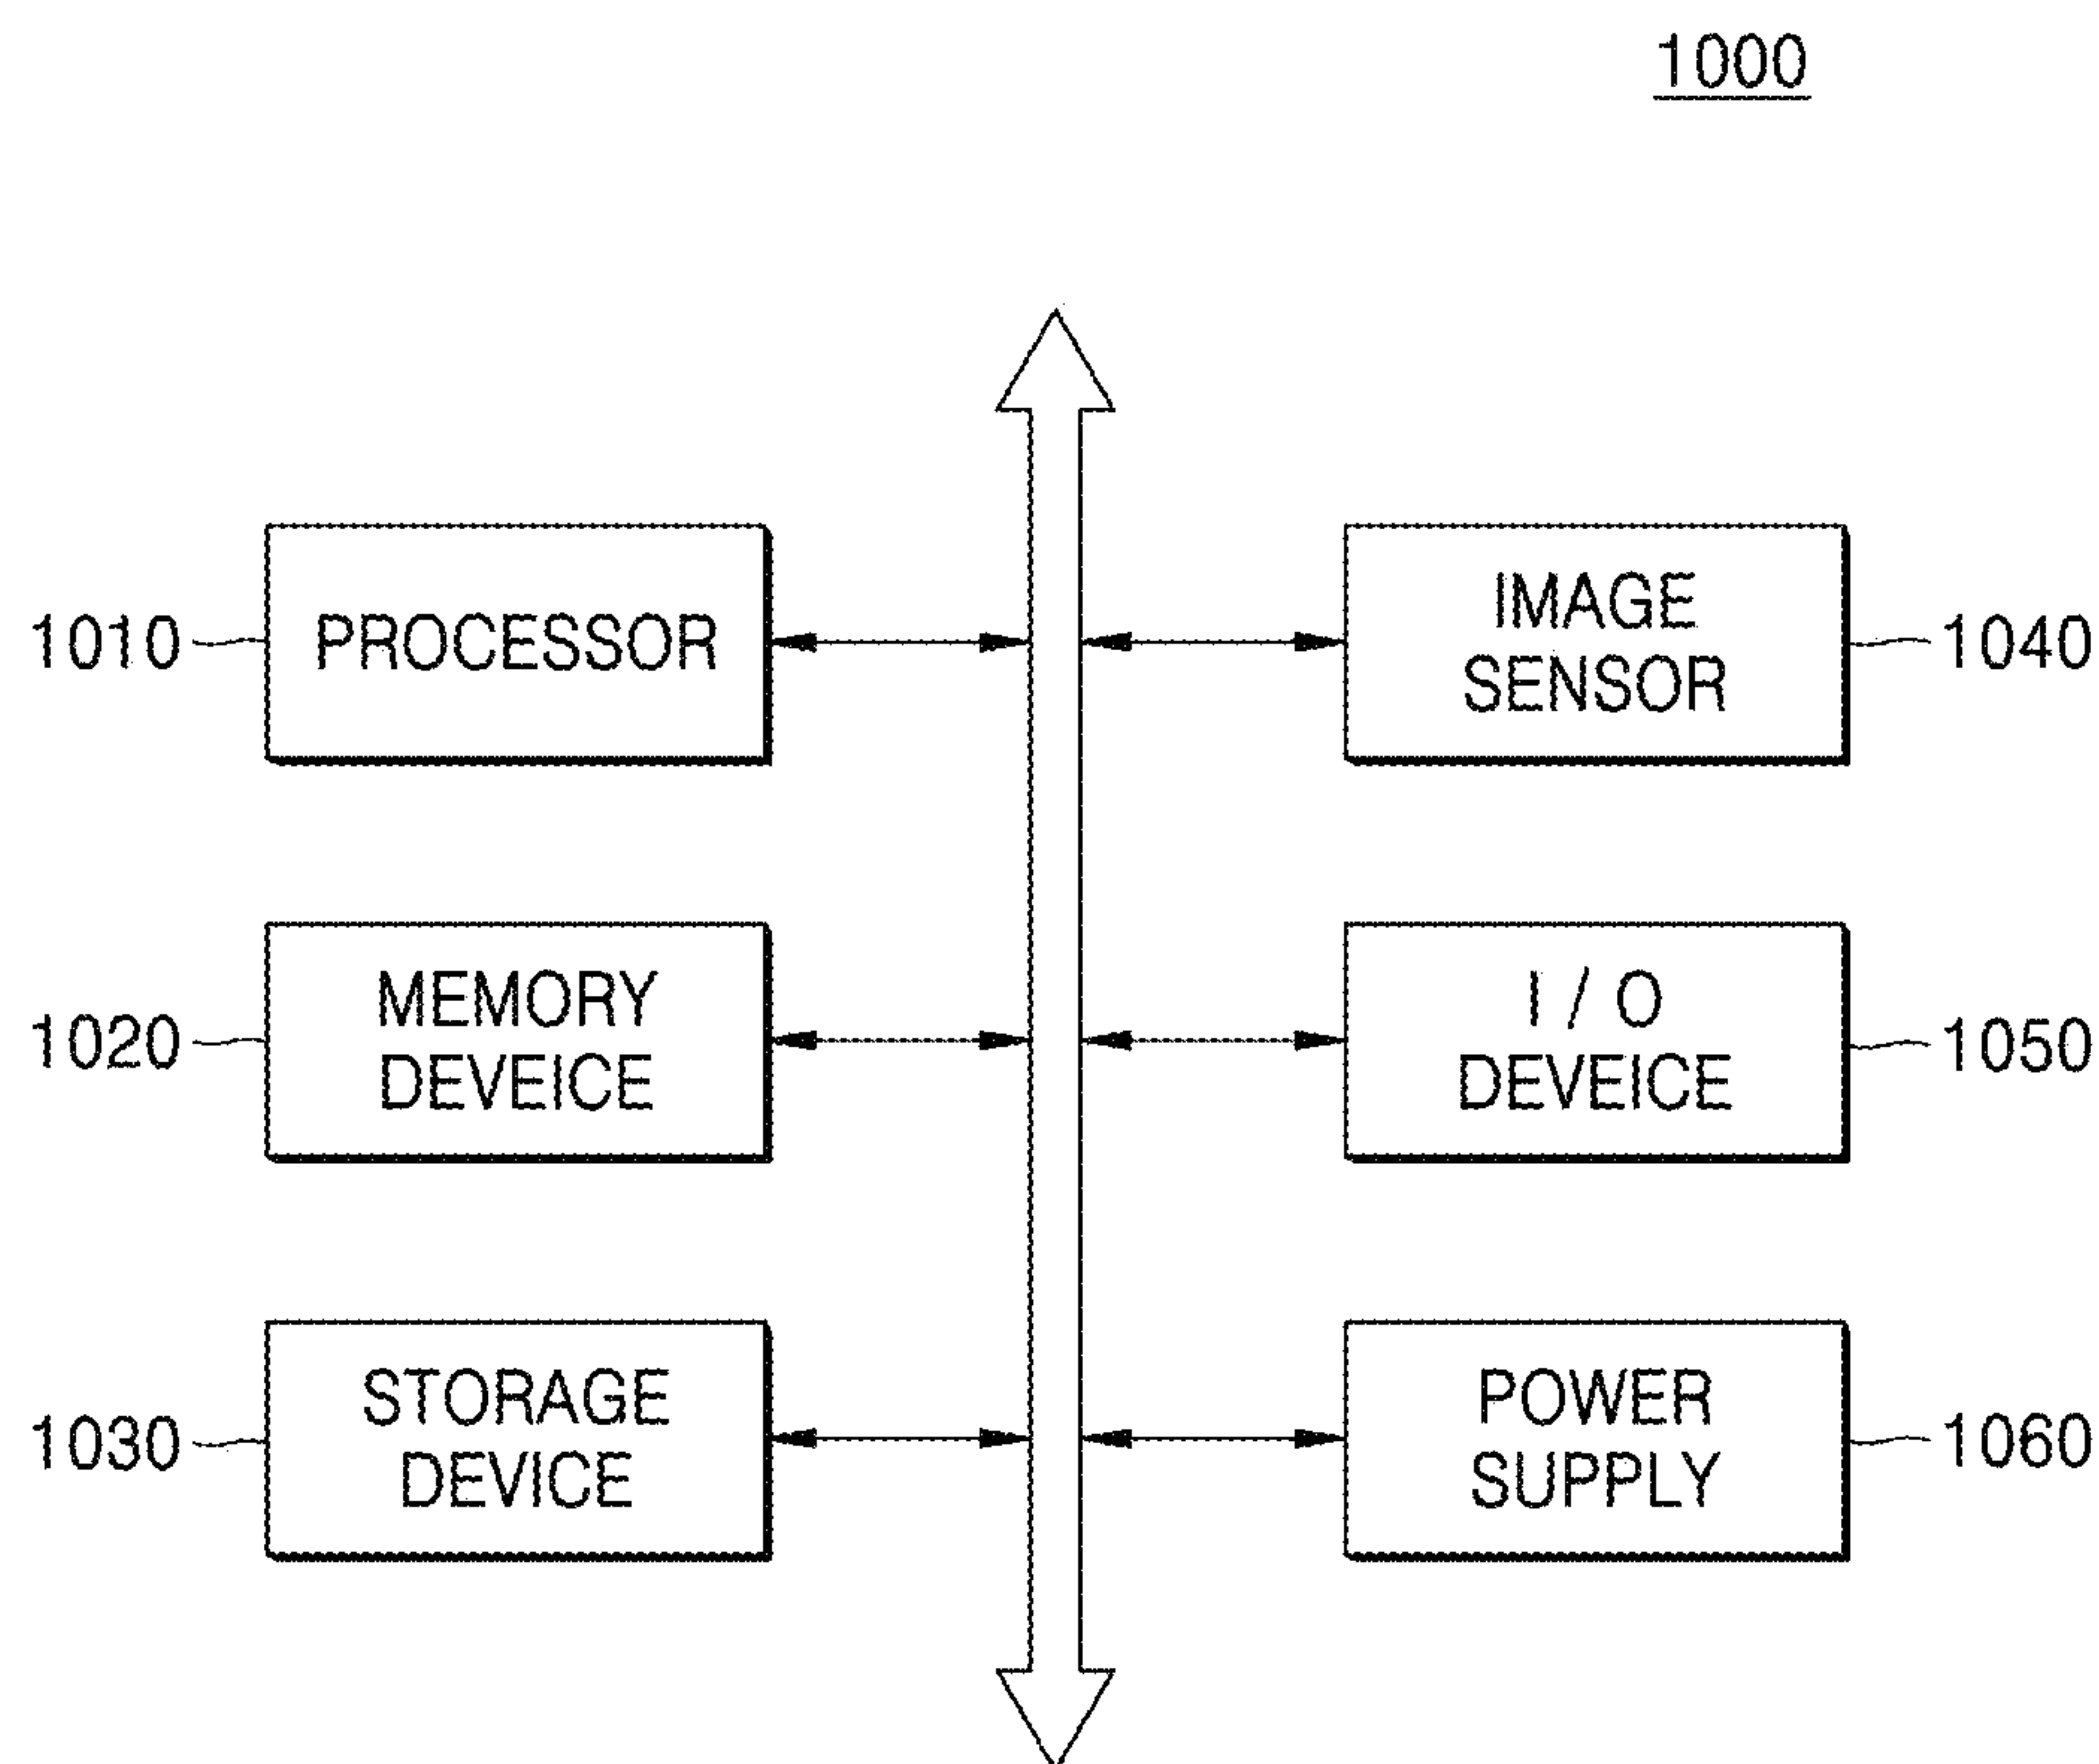 1000
1010
PROCESSOR
IMAGE
SENSOR
1040
1020
MEMORY
DEVEICE
I / O
DEVEICE
1050
1030
STORAGE
DEVICE
POWER
SUPPLY
1060